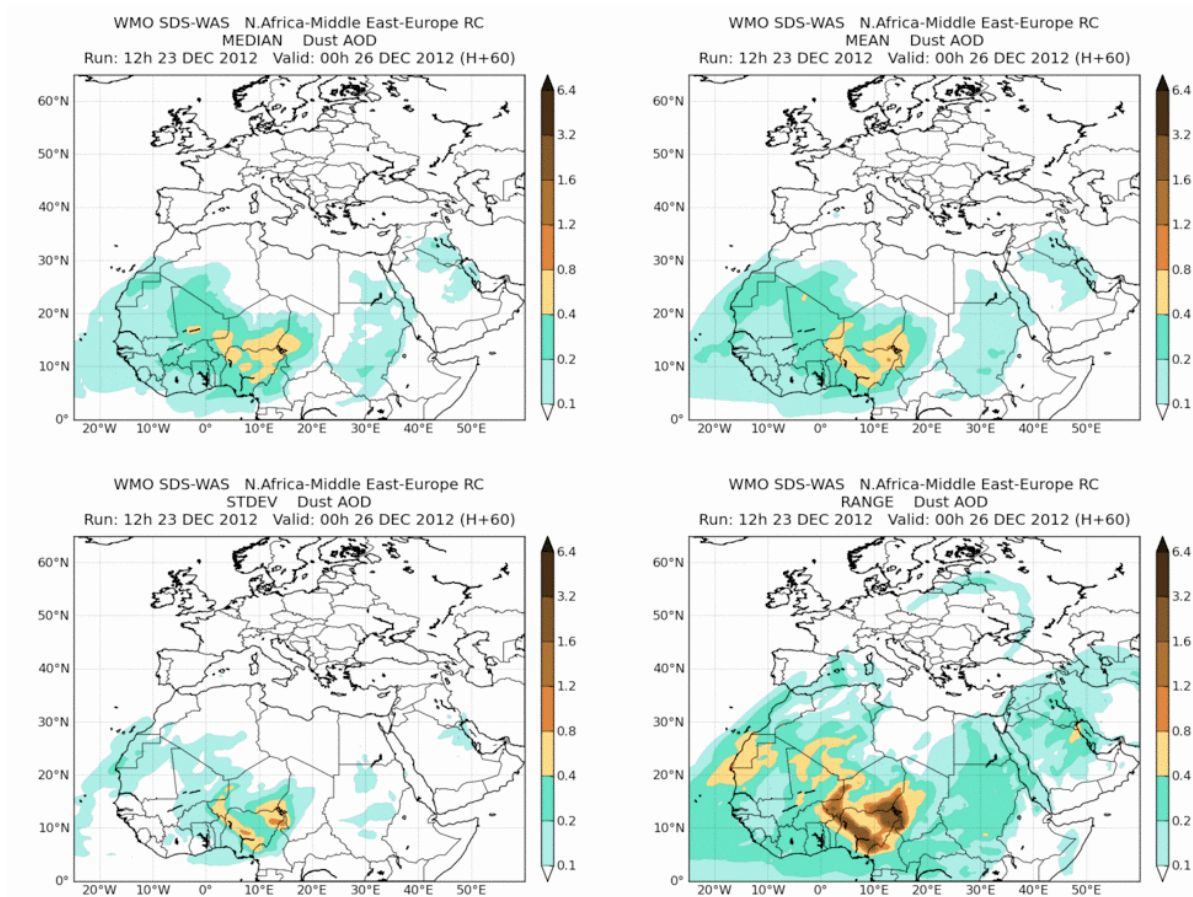 WMO SDS-WAS   N.Africa-Middle East-Europe RC
MEDIAN   Dust AOD
Run: 12h 23 DEC 2012   Valid: 00h 26 DEC 2012 (H+60)
60°N
50°N
40°N
30°N
20°N
10°N
0°
20°W 10°W 0° 10°E 20°E 30°E 40°E 50°E
6.4
3.2
1.6
1.2
0.8
0.4
0.2
0.1
WMO SDS-WAS   N.Africa-Middle East-Europe RC
MEAN   Dust AOD
Run: 12h 23 DEC 2012   Valid: 00h 26 DEC 2012 (H+60)
60°N
50°N
40°N
30°N
20°N
10°N
0°
20°W 10°W 0° 10°E 20°E 30°E 40°E 50°E
6.4
3.2
1.6
1.2
0.8
0.4
0.2
0.1
WMO SDS-WAS   N.Africa-Middle East-Europe RC
STDEV   Dust AOD
Run: 12h 23 DEC 2012   Valid: 00h 26 DEC 2012 (H+60)
60°N
50°N
40°N
30°N
20°N
10°N
0°
20°W 10°W 0° 10°E 20°E 30°E 40°E 50°E
6.4
3.2
1.6
1.2
0.8
0.4
0.2
0.1
WMO SDS-WAS   N.Africa-Middle East-Europe RC
RANGE   Dust AOD
Run: 12h 23 DEC 2012   Valid: 00h 26 DEC 2012 (H+60)
60°N
50°N
40°N
30°N
20°N
10°N
0°
20°W 10°W 0° 10°E 20°E 30°E 40°E 50°E
6.4
3.2
1.6
1.2
0.8
0.4
0.2
0.1